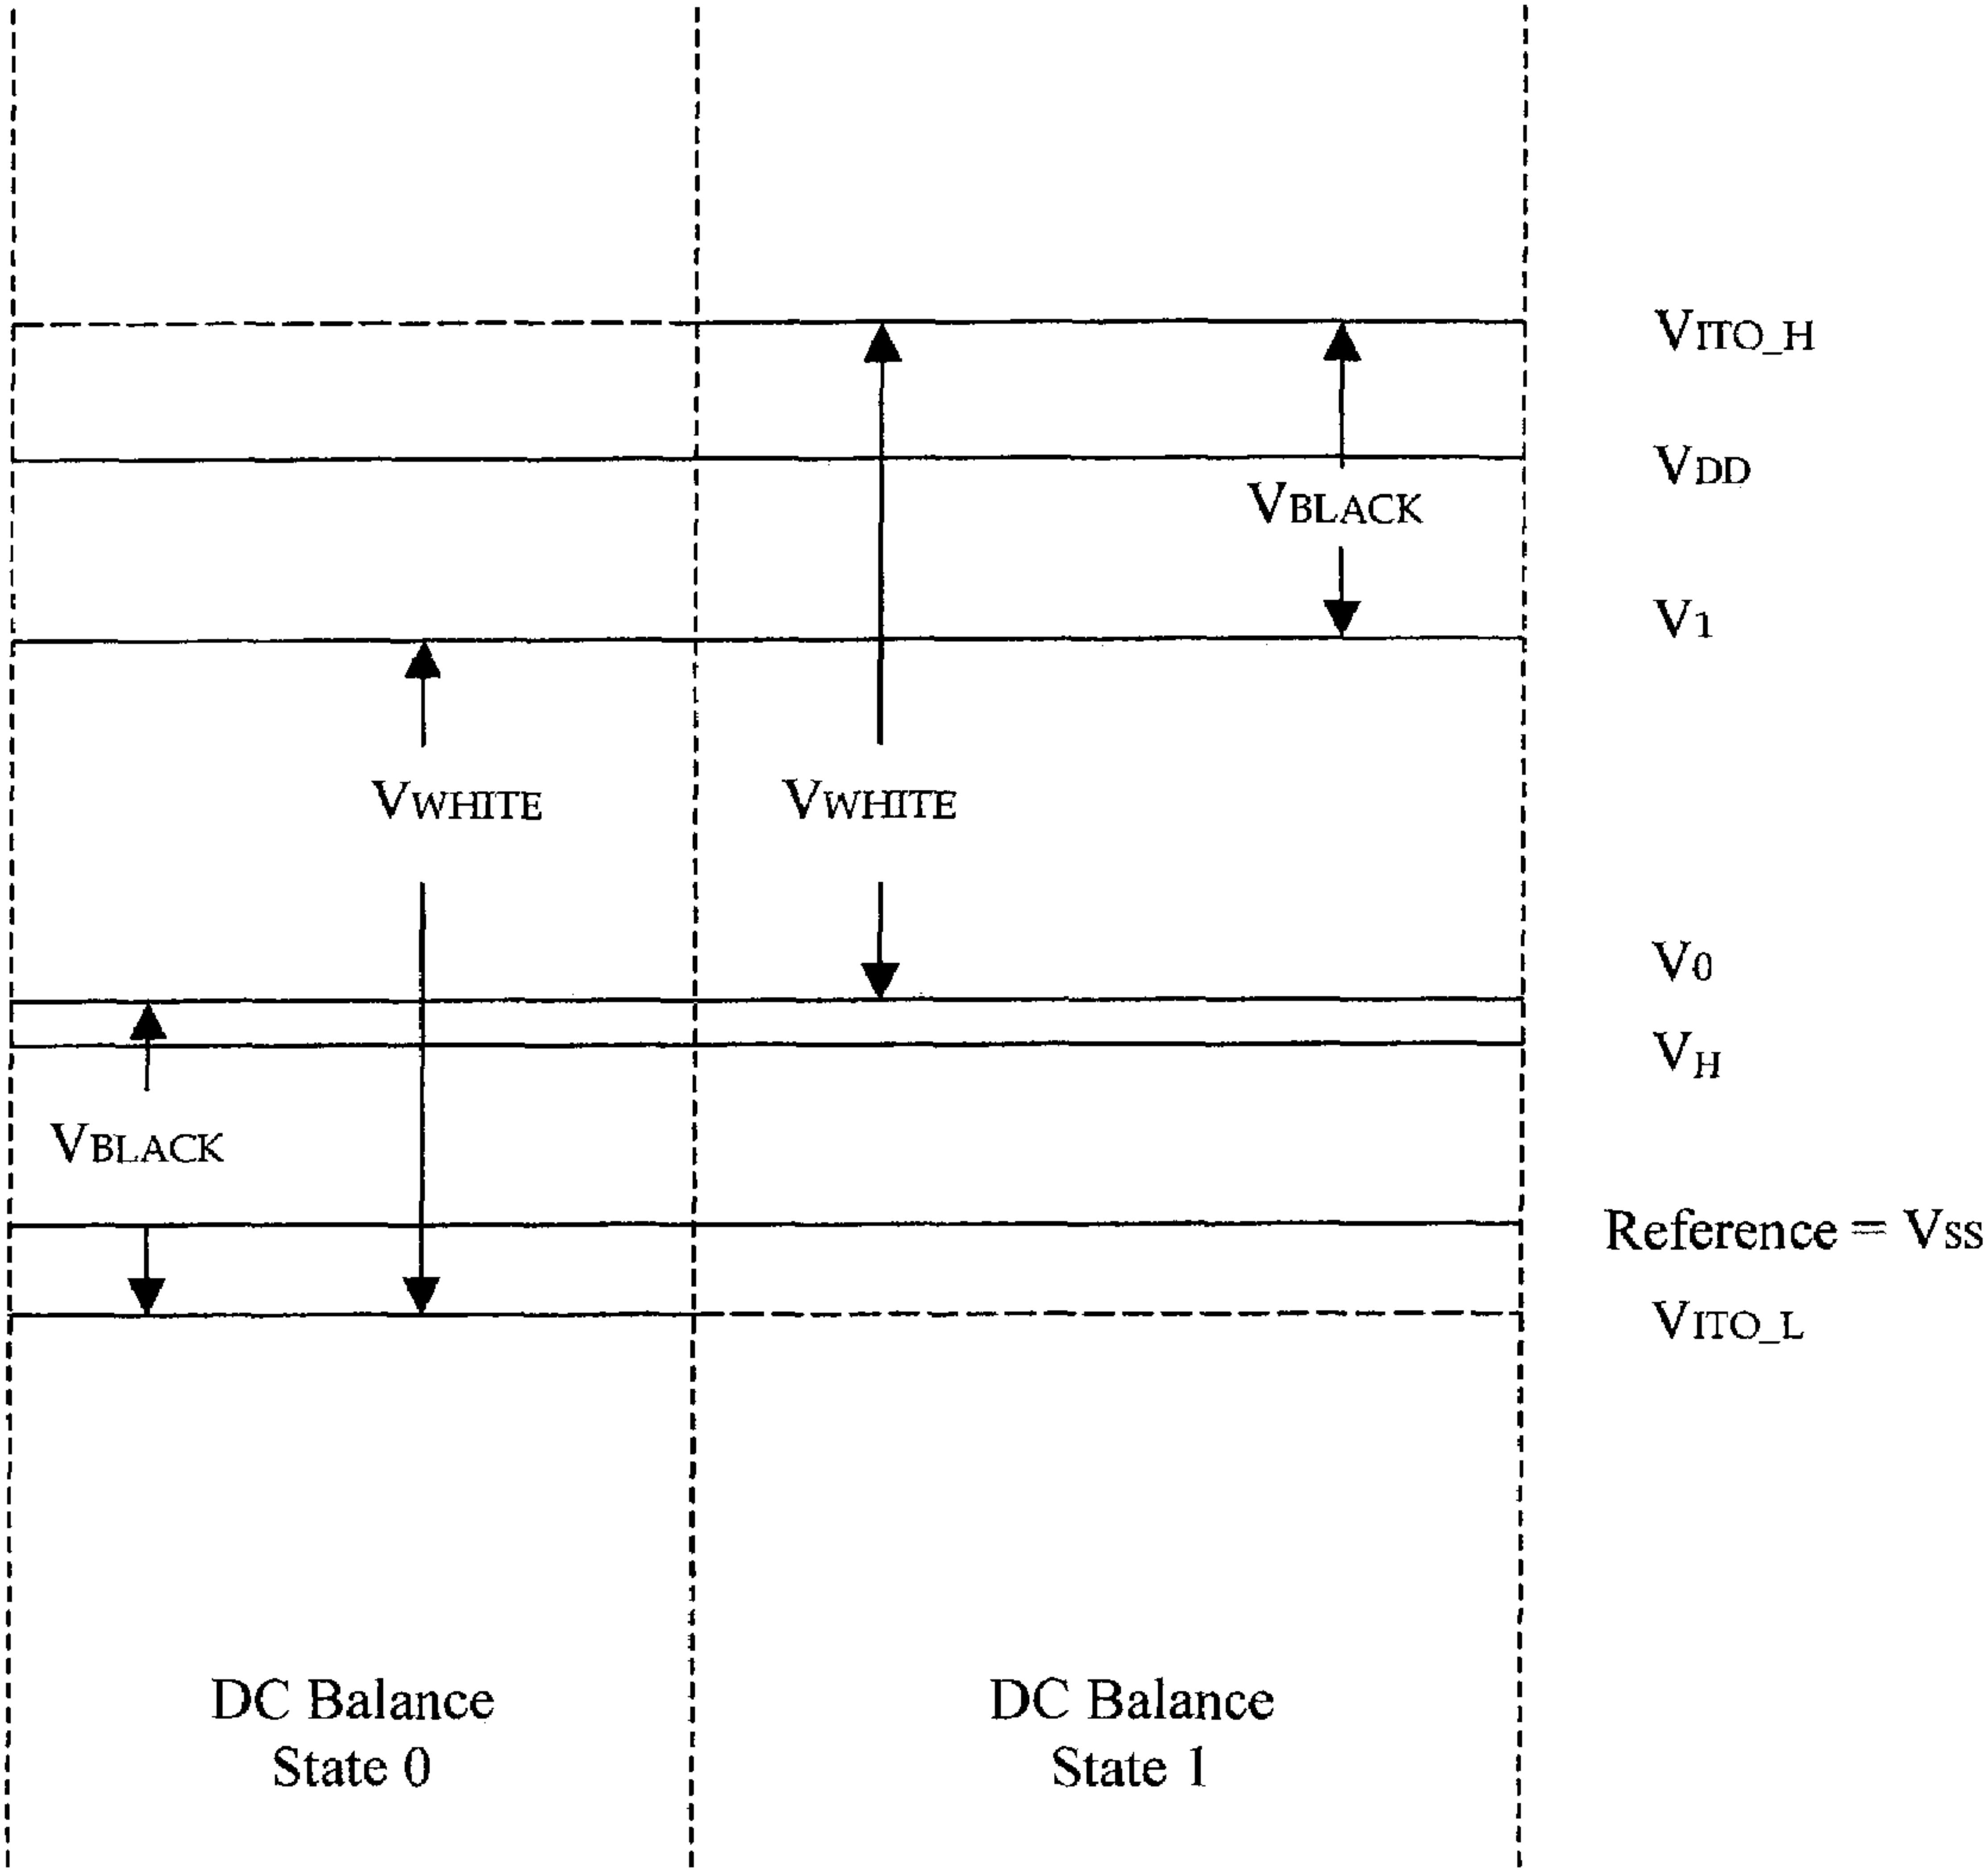 VITO_H
VDD
VBLACK
V1
VWHITE VWHITE
V0
VH
VBLACK
Reference = VSS
VITO_L
DC Balance
State 0
DC Balance
State 1